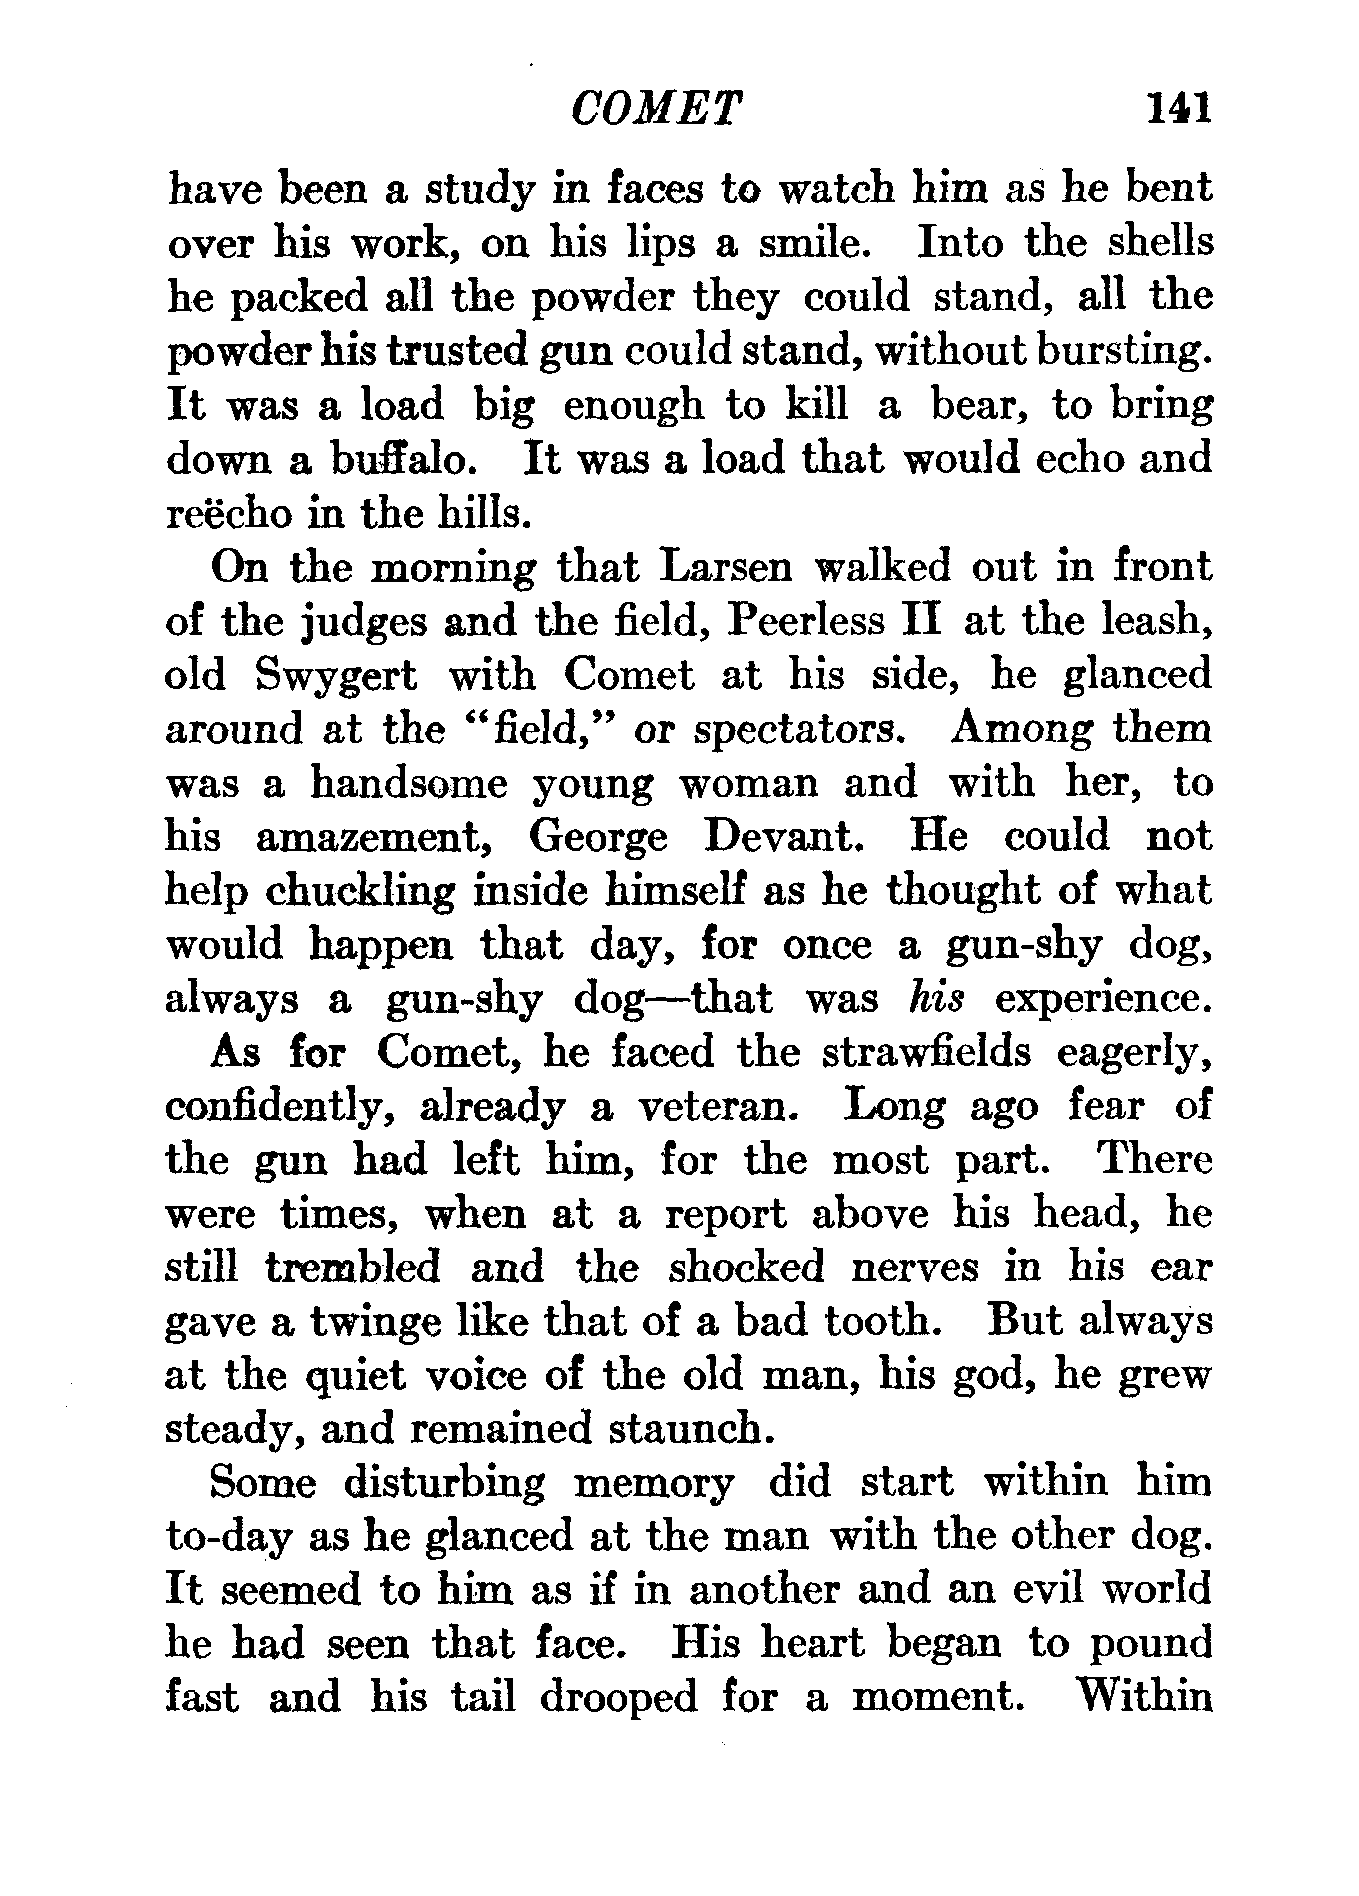 COMET 141
have been a study in faces to watch him as he bent
over his work, on his lips a smile. Into the shells
he packed all the powder they could stand, all the
powder his trusted gun could stand, without bursting.
It was a load big enough to kill a bear, to bring
down a buffalo. It was a load that would echo and
reëcho in the hills.
On the morning that Larsen walked out in front
of the judges and the field, Peerless II at the leash,
old Swygert with Comet at his side, he glanced
around at the “field,” or spectators. Among them
was a handsome young woman and with her, to
his amazement, George Devant. He could not
help chuckling inside himself as he thought of what
would happen that day, for once a gun-shy dog,
always a gun-shy dog—that was his experience.
As for Comet, he faced the strawfields eagerly,
confidently, already a veteran. Long ago fear of
the gun had left him, for the most part. There
were times, when at a report above his head, he
still trembled and the shocked nerves in his ear
gave a twinge like that of a bad tooth. But always
at the quiet voice of the old man, his god, he grew
steady, and remained staunch.
Some disturbing memory did start within him
to-day as he glanced at the man with the other dog.
It seemed to him as if in another and an evil world
he had seen that face. His heart began to pound
fast and his tail drooped for a moment. Within